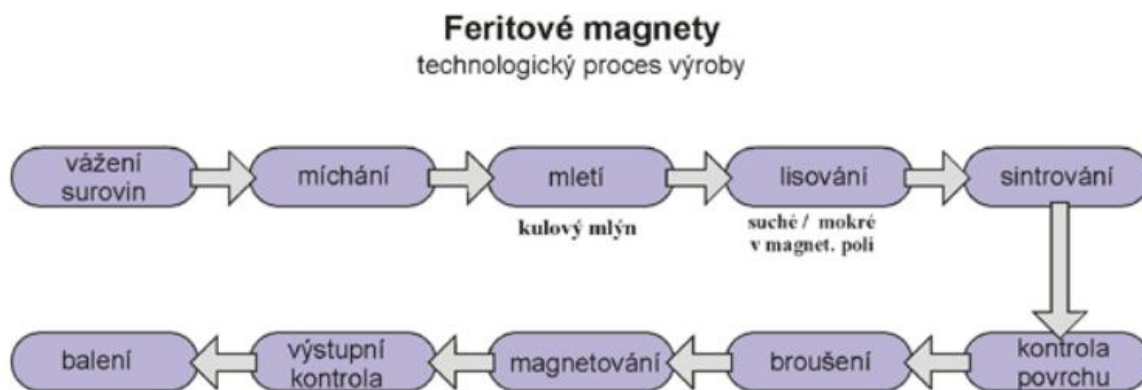 Feritové magnety
technologický proces výroby
vážení
surovin
míchání
mletí
kulový mlýn
lisování
suché / mokré
v magnet. poli
sintrování
kontrola
povrchu
broušení
magnetování
výstupní
kontrola
balení